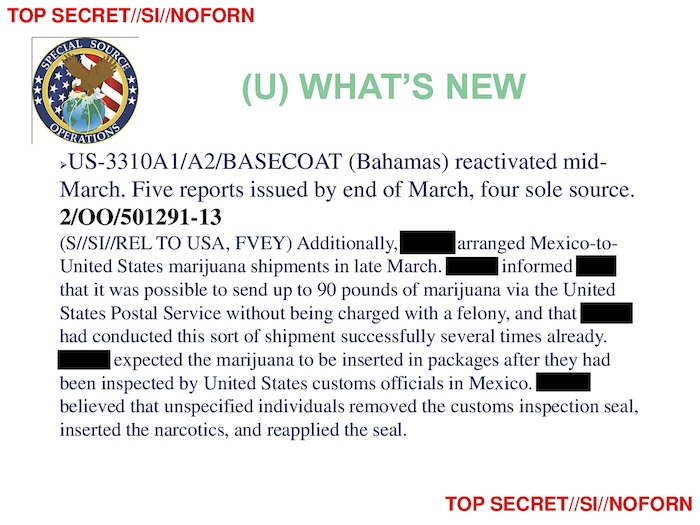 TOP SECRET//SI//NOFORN
SPECIAL SOURCE
OPERATIONS
(U) WHAT'S NEW
➢US-3310A1/A2/BASECOAT (Bahamas) reactivated mid-
March. Five reports issued by end of March, four sole source.
2/OO/501291-13
(S//SI//REL TO USA, FVEY) Additionally, arranged Mexico-to-
United States marijuana shipments in late March. informed
that it was possible to send up to 90 pounds of marijuana via the United
States Postal Service without being charged with a felony, and that
had conducted this sort of shipment successfully several times already.
expected the marijuana to be inserted in packages after they had
been inspected by United States customs officials in Mexico.
believed that unspecified individuals removed the customs inspection seal,
inserted the narcotics, and reapplied the seal.
TOP SECRET//SI//NOFORN